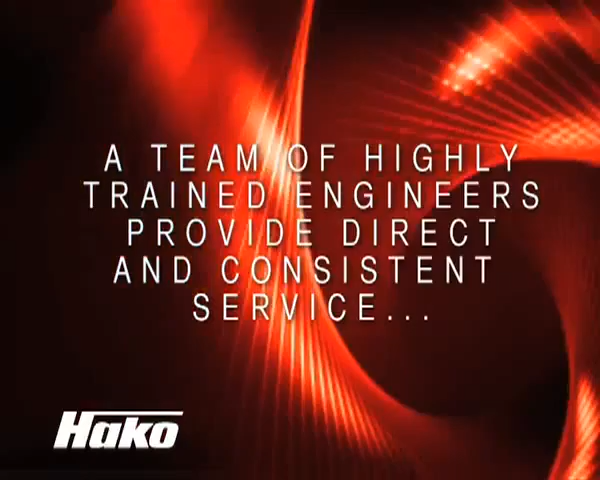 A TEAM OF HIGHLY
TRAINED ENGINEERS
PROVIDE DIRECT
AND CONSISTENT
SERVICE...
Hako